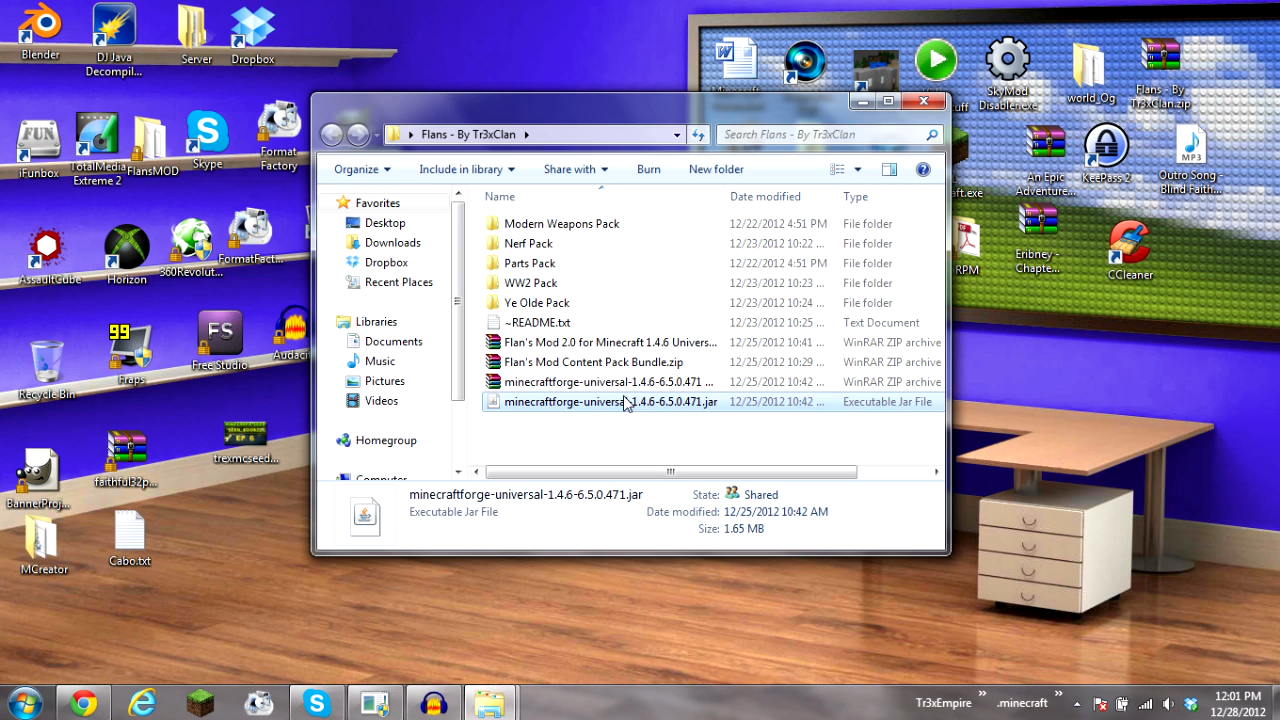 Blender
DJ Java
Decompil...
Server
Dropbox
SkyMod
Disabler.exe
world_Og
Flans - By
Tr3xClan.zip
iFunbox
TotalMedia
Extreme 2
FlansMOD
Skype
Format
Factory
An Epic
Adventure...
KeePass 2
MP3
Outro Song -
Blind Faith...
AssaultCube
Horizon
360Revolut...
FormatFact...
Eribney -
Chapte...
CCleaner
Recycle Bin
99
Fraps
FS
Free Studio
BannerProj...
faithful32p...
EP 6
trexmcseed...
MCreator
Cabo.txt
Flans - By Tr3xClan
Search Flans - By Tr3xClan
Organize
Include in library
Share with
Burn
New folder
Favorites
Desktop
Downloads
Dropbox
Recent Places
Libraries
Documents
Music
Pictures
Videos
Homegroup
Computer
Name
Date modified
Type
Modern Weapons Pack 12/22/2012 4:51 PM File folder
Nerf Pack 12/23/2012 10:22 ... File folder
Parts Pack 12/22/2012 4:51 PM File folder
WW2 Pack 12/23/2012 10:23 ... File folder
Ye Olde Pack 12/23/2012 10:24 ... File folder
~README.txt 12/23/2012 10:25 ... Text Document
Flan's Mod 2.0 for Minecraft 1.4.6 Univers... 12/25/2012 10:41 ... WinRAR ZIP archive
Flan's Mod Content Pack Bundle.zip 12/25/2012 10:29 ... WinRAR ZIP archive
minecraftforge-universal-1.4.6-6.5.0.471 ... 12/25/2012 10:42 ... WinRAR ZIP archive
minecraftforge-universal-1.4.6-6.5.0.471.jar 12/25/2012 10:42 ... Executable Jar File
minecraftforge-universal-1.4.6-6.5.0.471.jar
Executable Jar File
State: Shared
Date modified: 12/25/2012 10:42 AM
Size: 1.65 MB
Tr3xEmpire
.minecraft
12:01 PM
12/28/2012